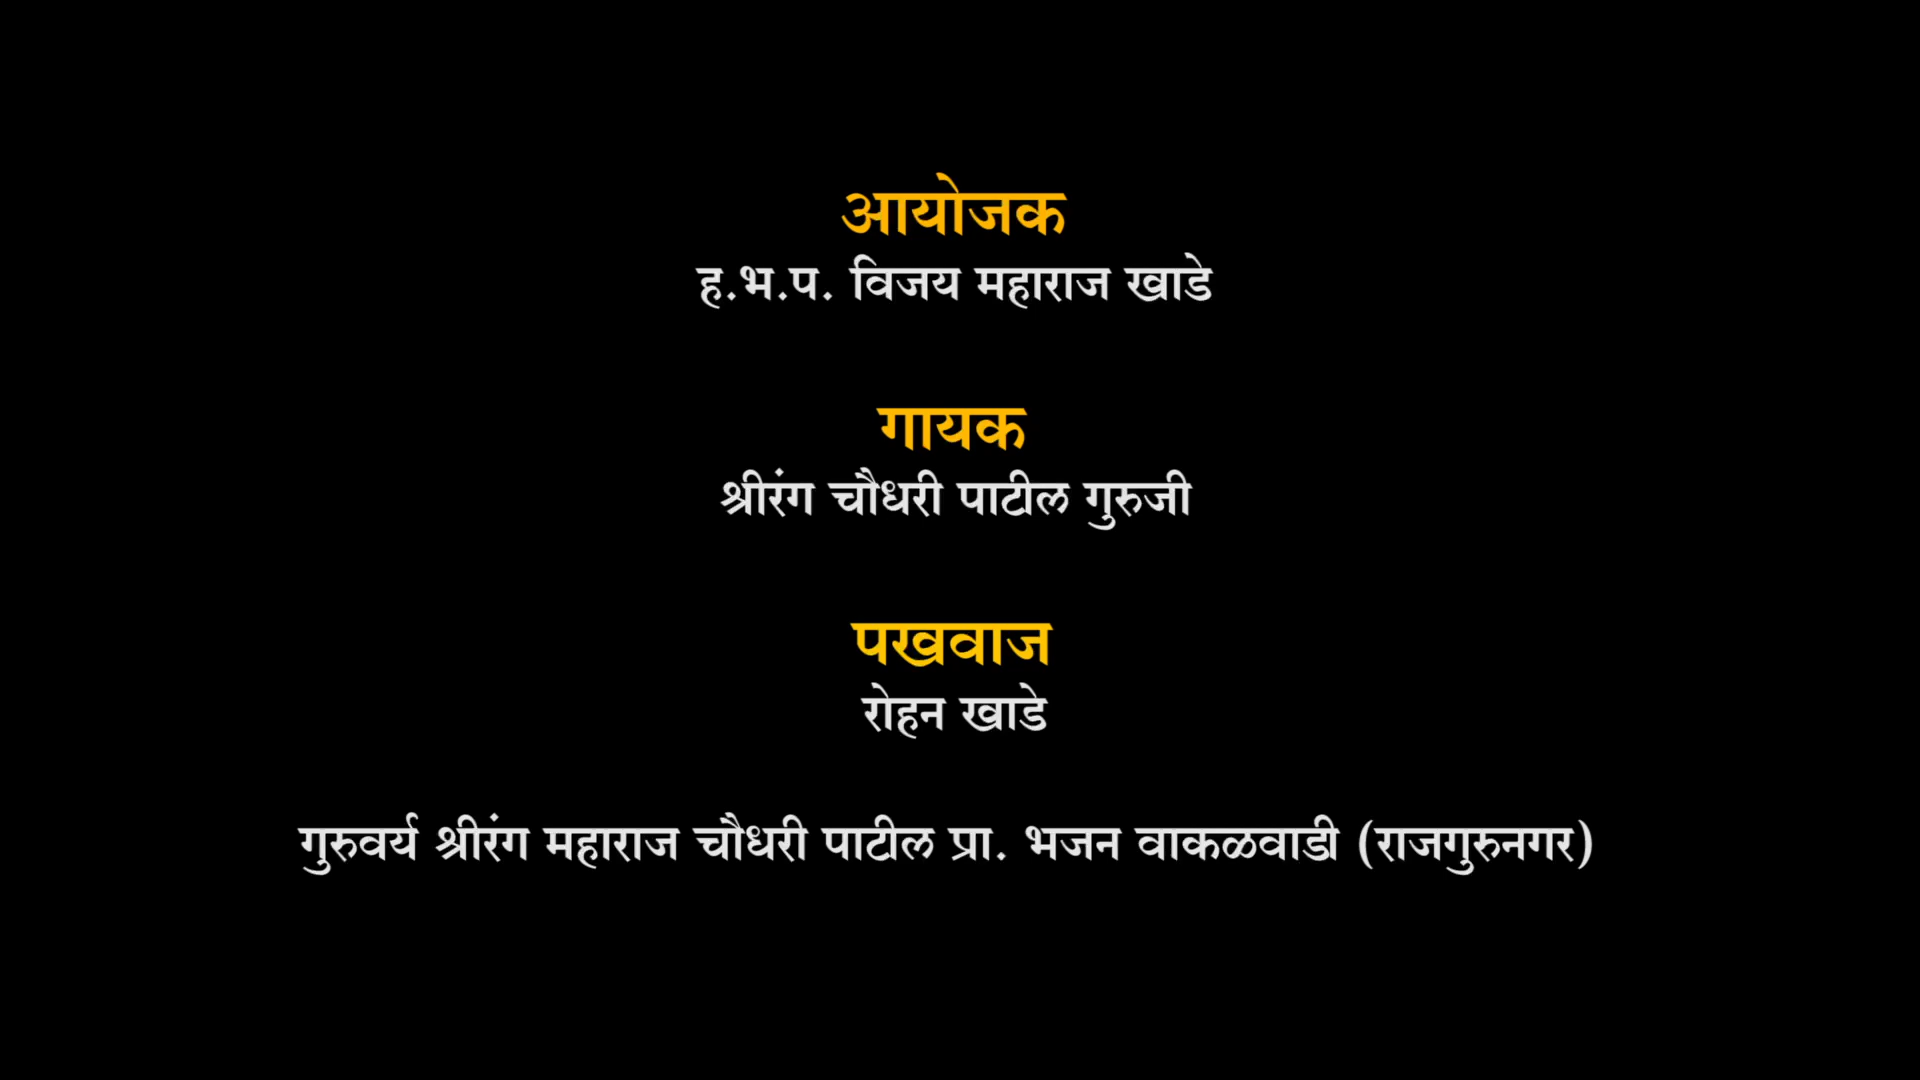 आयोजक
ह.भ.प. विजय महाराज खाडे
गायक
श्रीरंग चौधरी पाटील गुरुजी
पखवाज
रोहन खाडे
गुरुवर्य श्रीरंग महाराज चौधरी पाटील प्रा. भजन वाकळवाडी (राजगुरुनगर)